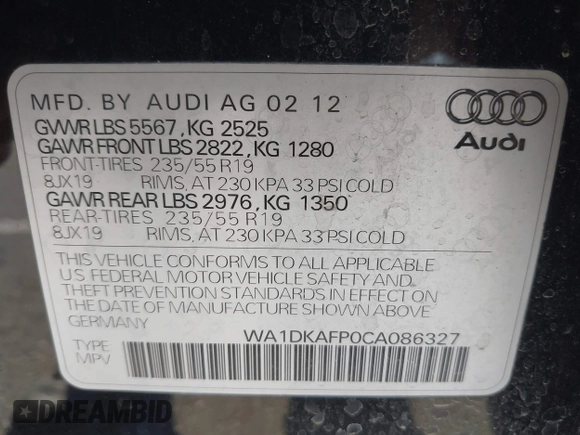 MFD. BY AUDI AG 02 12
GVWR LBS 5567, KG 2525
GAWR FRONT LBS 2822, KG 1280
FRONT-TIRES 235/55 R19
8JX19 RIMS, AT 230 KPA 33 PSI COLD
GAWR REAR LBS 2976, KG 1350
REAR-TIRES 235/55 R19
8JX19 RIMS, AT 230 KPA 33 PSI COLD
Audi
THIS VEHICLE CONFORMS TO ALL APPLICABLE
U.S. FEDERAL MOTOR VEHICLE SAFETY AND
THEFT PREVENTION STANDARDS IN EFFECT ON
THE DATE OF MANUFACTURE SHOWN ABOVE
GERMANY
WA1DKAFP0CA086327
TYPE
MPV
DREAMBID